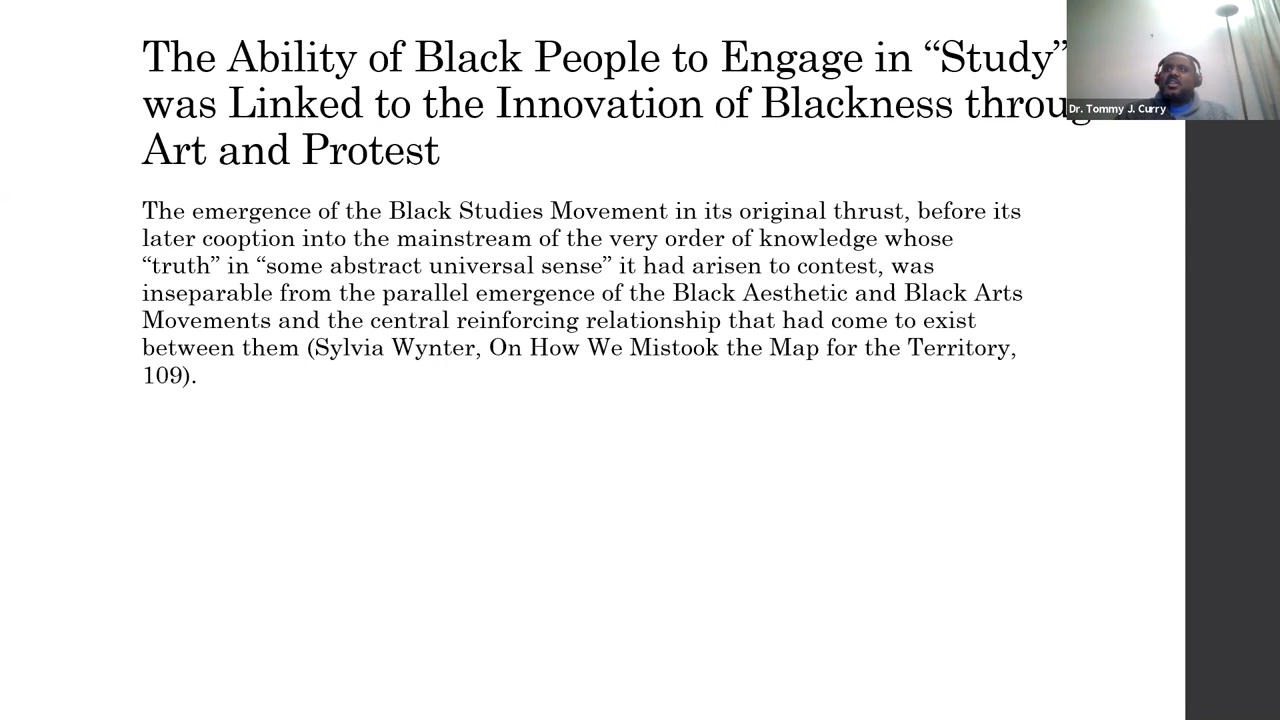 The Ability of Black People to Engage in “Study”
was Linked to the Innovation of Blackness throug
Art and Protest
Dr. Tommy J. Curry
The emergence of the Black Studies Movement in its original thrust, before its
later cooption into the mainstream of the very order of knowledge whose
“truth” in “some abstract universal sense” it had arisen to contest, was
inseparable from the parallel emergence of the Black Aesthetic and Black Arts
Movements and the central reinforcing relationship that had come to exist
between them (Sylvia Wynter, On How We Mistook the Map for the Territory,
109).